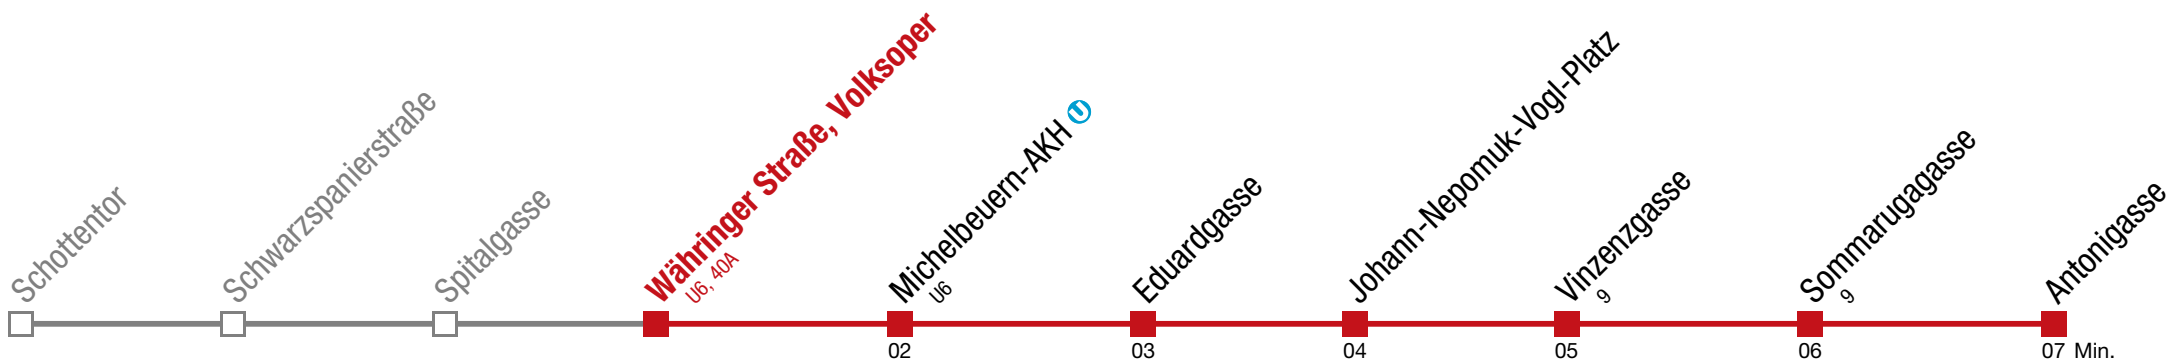 Schottentor
Schwarzspanierstraße
Spitalgasse
Währinger Straße, Volksoper
U6, 40A
Michelbeuern-AKH U
U6
Eduardgasse
Johann-Nepomuk-Vogl-Platz
Vinzenzgasse
9
Sommarugagasse
9
Antonigasse
02 03 04 05 06 07 Min.